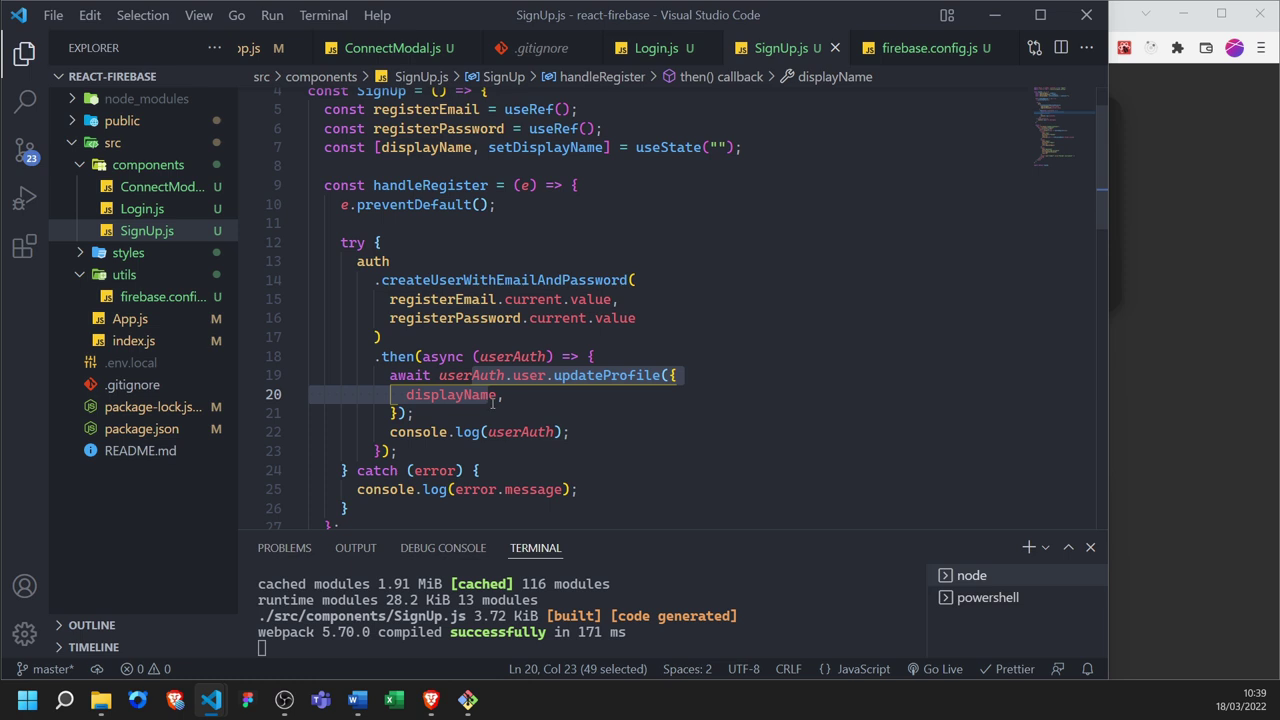 File Edit Selection View Go Run Terminal Help SignUp.js - react-firebase - Visual Studio Code
EXPLORER
REACT-FIREBASE
node_modules
public
src
components
ConnectMod... U
Login.js U
SignUp.js U
styles
utils
firebase.confi... U
App.js M
index.js M
.env.local
.gitignore
package-lock.js... M
package.json M
README.md
OUTLINE
TIMELINE
23
pp.js M ConnectModal.js U .gitignore Login.js U SignUp.js U firebase.config.js U
src > components > SignUp.js > SignUp > handleRegister > then() callback > displayName
4 const SignUp = () => {
5 const registerEmail = useRef();
6 const registerPassword = useRef();
7 const [displayName, setDisplayName] = useState("");
8
9 const handleRegister = (e) => {
10 e.preventDefault();
11
12 try {
13 auth
14 .createUserWithEmailAndPassword(
15 registerEmail.current.value,
16 registerPassword.current.value
17 )
18 .then(async (userAuth) => {
19 await userAuth.user.updateProfile({
20 displayName,
21 });
22 console.log(userAuth);
23 });
24 } catch (error) {
25 console.log(error.message);
26 }
27 };
PROBLEMS OUTPUT DEBUG CONSOLE TERMINAL
cached modules 1.91 MiB [cached] 116 modules
runtime modules 28.2 KiB 13 modules
./src/components/SignUp.js 3.72 KiB [built] [code generated]
webpack 5.70.0 compiled successfully in 171 ms
node
powershell
master* 0 0 Ln 20, Col 23 (49 selected) Spaces: 2 UTF-8 CRLF {} JavaScript Go Live Prettier
10:39
18/03/2022